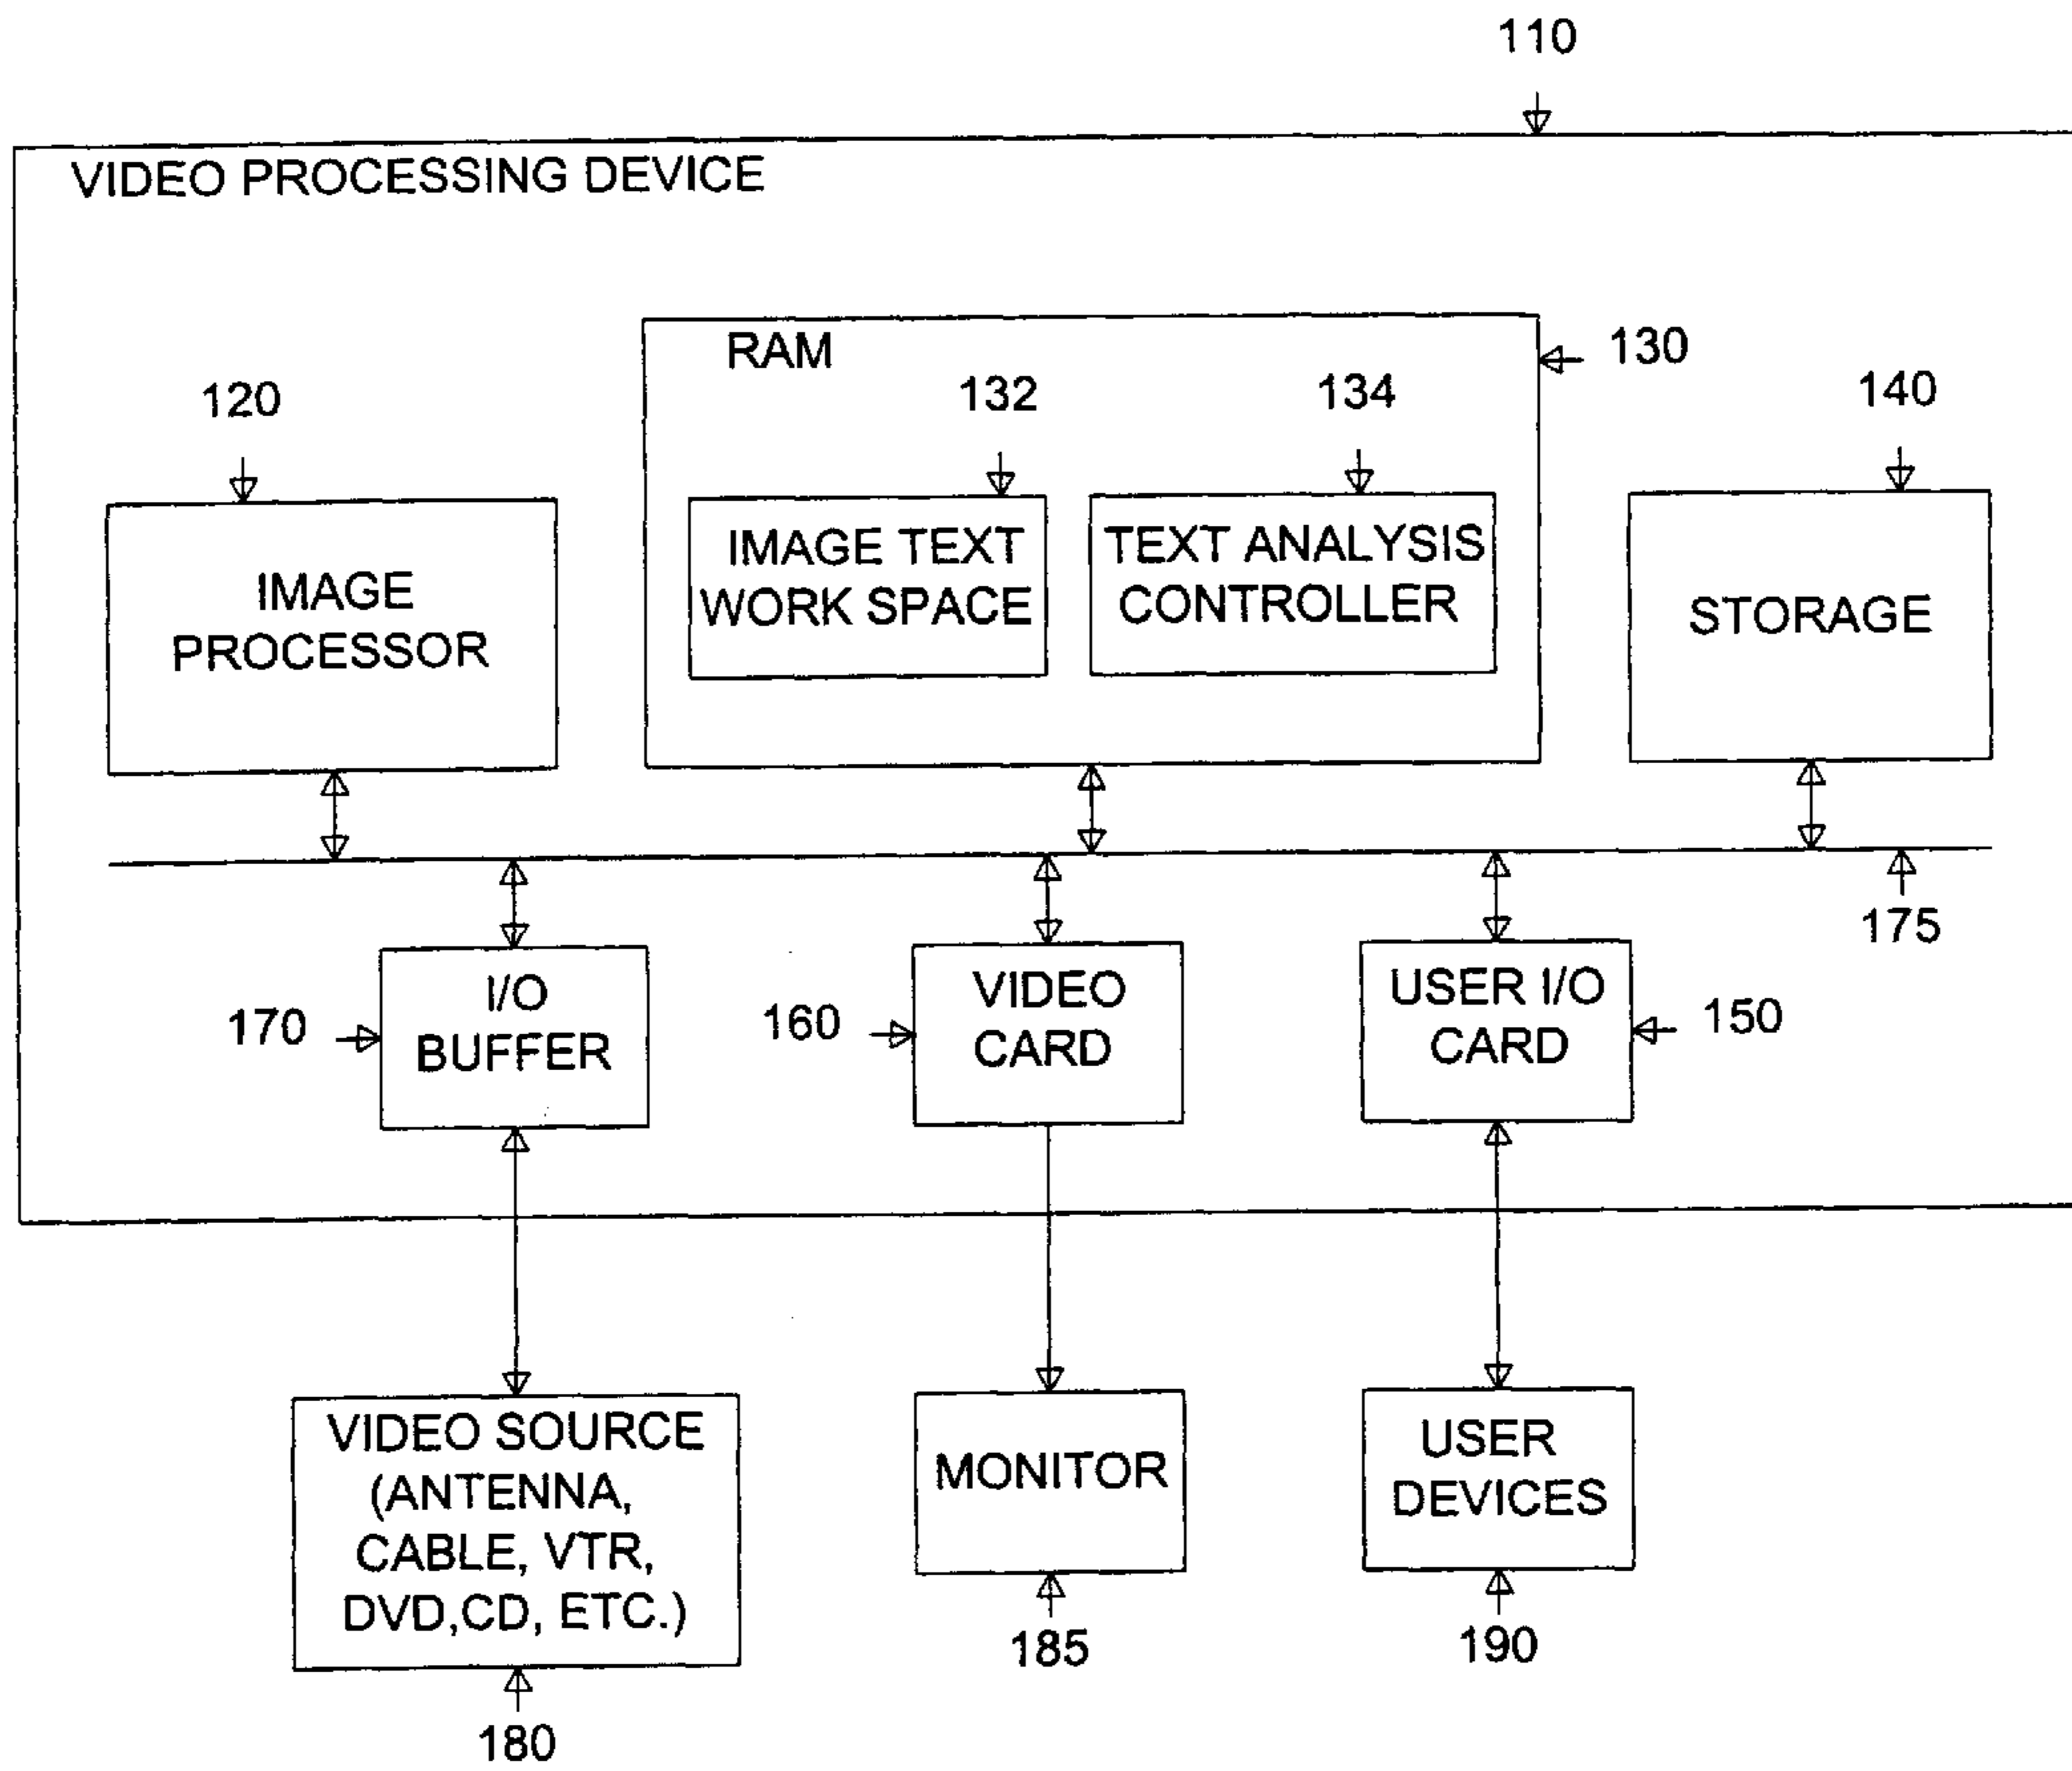 110
VIDEO PROCESSING DEVICE
RAM
130
120
132
134
140
IMAGE
PROCESSOR
IMAGE TEXT
WORK SPACE
TEXT ANALYSIS
CONTROLLER
STORAGE
175
170
I/O
BUFFER
160
VIDEO
CARD
USER I/O
CARD
150
VIDEO SOURCE
(ANTENNA,
CABLE, VTR,
DVD,CD, ETC.)
MONITOR
USER
DEVICES
185
190
180